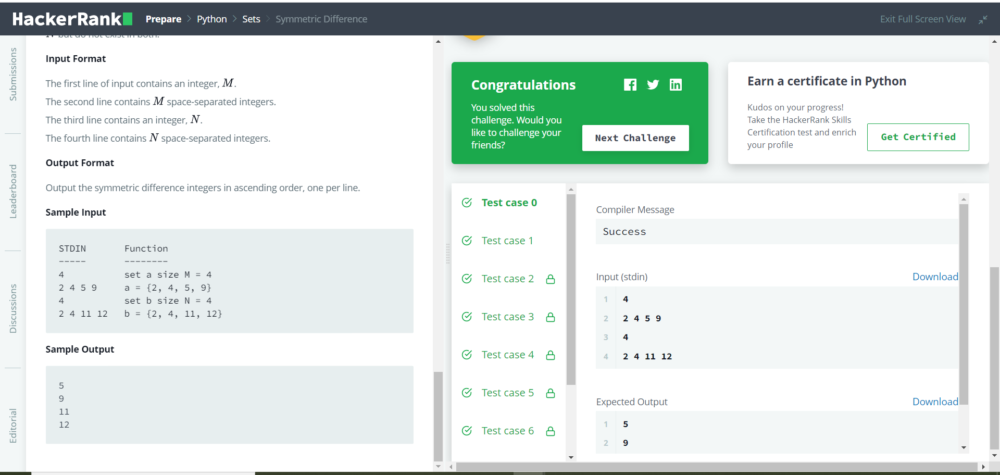 HackerRank Prepare > Python > Sets > Symmetric Difference Exit Full Screen View
Submissions
Leaderboard
Discussions
Editorial
N but do not exist in both.
Input Format
The first line of input contains an integer, M.
The second line contains M space-separated integers.
The third line contains an integer, N.
The fourth line contains N space-separated integers.
Output Format
Output the symmetric difference integers in ascending order, one per line.
Sample Input
STDIN Function
----- --------
4 set a size M = 4
2 4 5 9 a = {2, 4, 5, 9}
4 set b size N = 4
2 4 11 12 b = {2, 4, 11, 12}
Sample Output
5
9
11
12
Congratulations
You solved this
challenge. Would you
like to challenge your
friends?
Next Challenge
Earn a certificate in Python
Kudos on your progress!
Take the HackerRank Skills
Certification test and enrich
your profile
Get Certified
Test case 0
Test case 1
Test case 2
Test case 3
Test case 4
Test case 5
Test case 6
Compiler Message
Success
Input (stdin) Download
1 4
2 2 4 5 9
3 4
4 2 4 11 12
Expected Output Download
1 5
2 9